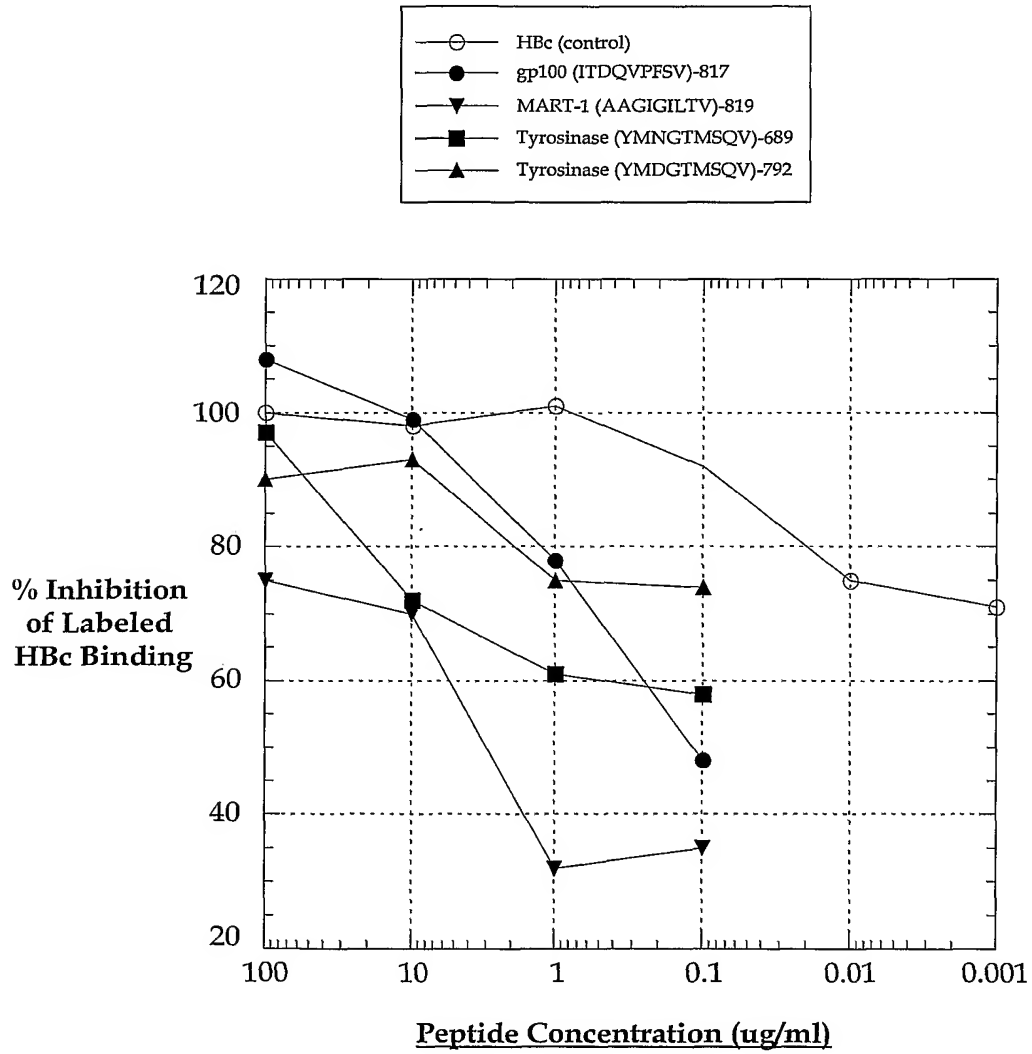 HBc (control)
gp100 (ITDQVPFSV)-817
MART-1 (AAGIGILTV)-819
Tyrosinase (YMNGTMSQV)-689
Tyrosinase (YMDGTMSQV)-792
120
100
80
60
40
20
% Inhibition
of Labeled
HBc Binding
100 10 1 0.1 0.01 0.001
Peptide Concentration (ug/ml)